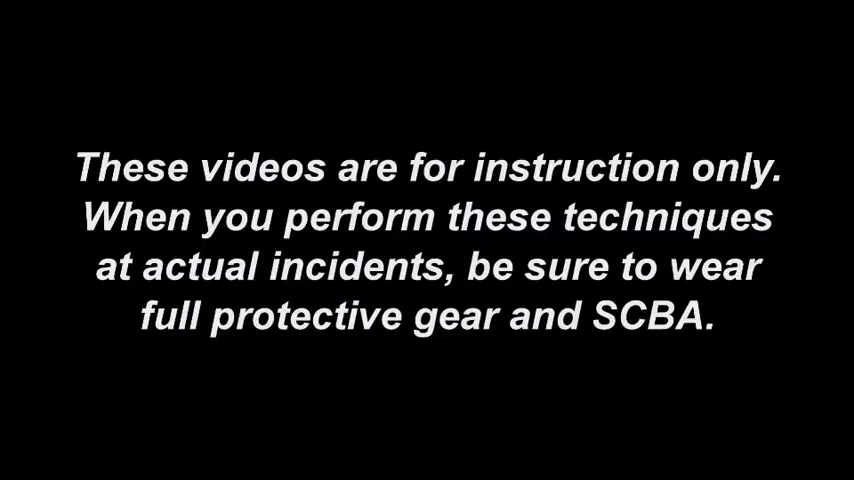 These videos are for instruction only.
When you perform these techniques
at actual incidents, be sure to wear
full protective gear and SCBA.